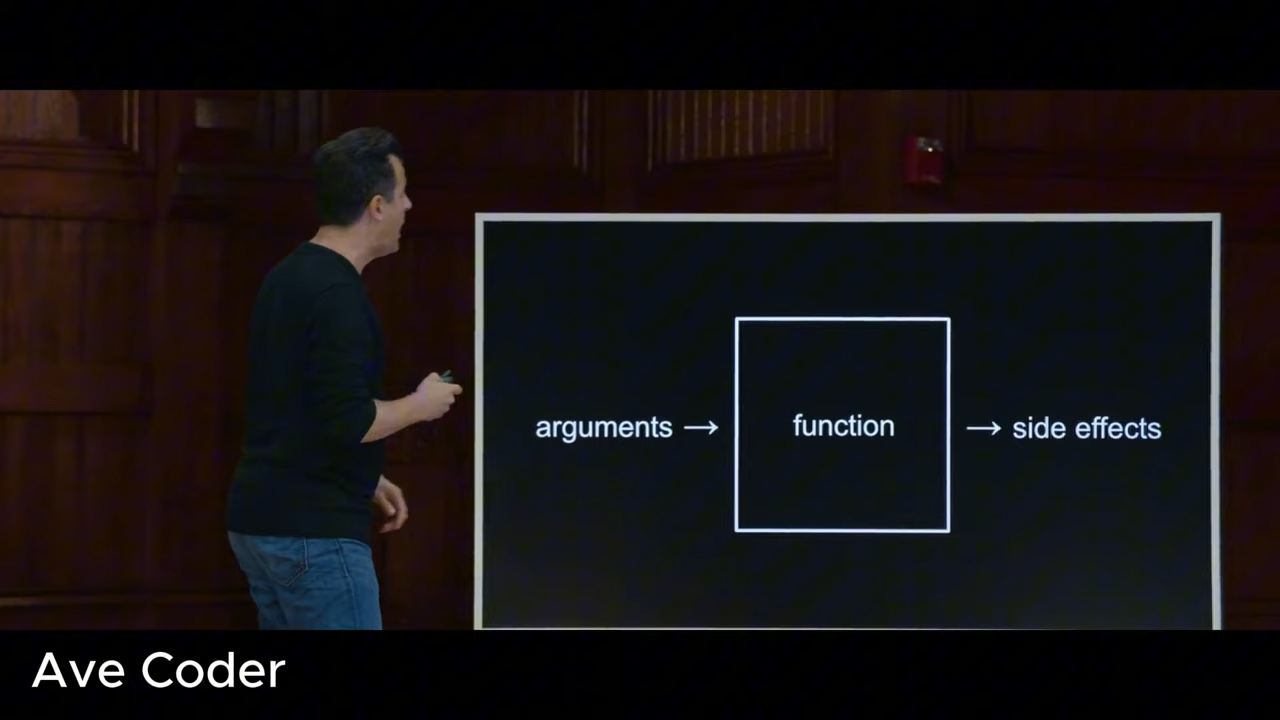 arguments → function → side effects
Ave Coder